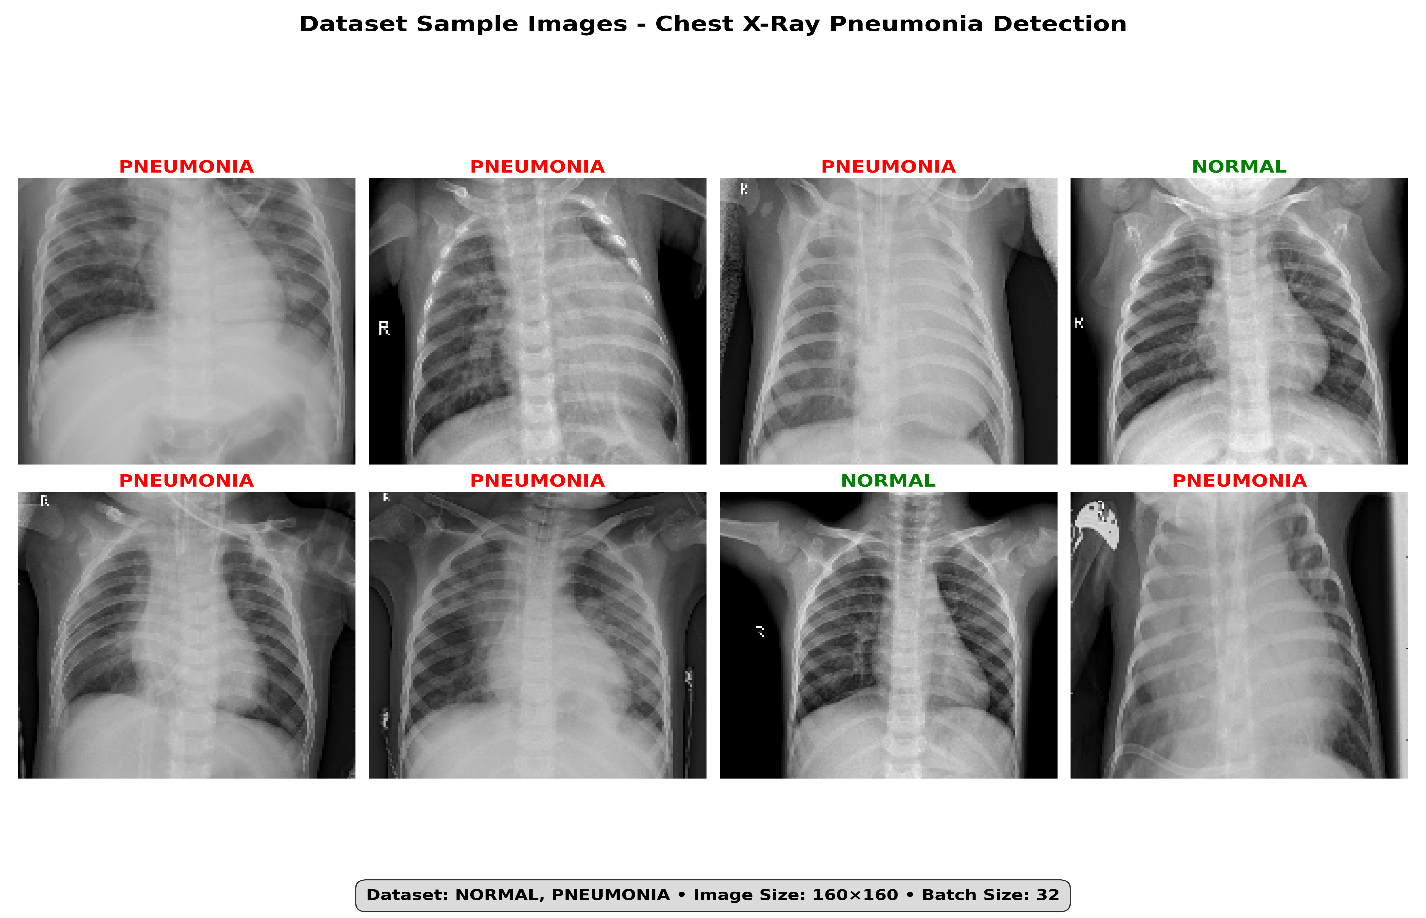 Dataset Sample Images - Chest X-Ray Pneumonia Detection
PNEUMONIA PNEUMONIA PNEUMONIA NORMAL
R
R
R
PNEUMONIA PNEUMONIA NORMAL PNEUMONIA
R
R
R
Dataset: NORMAL, PNEUMONIA • Image Size: 160×160 • Batch Size: 32